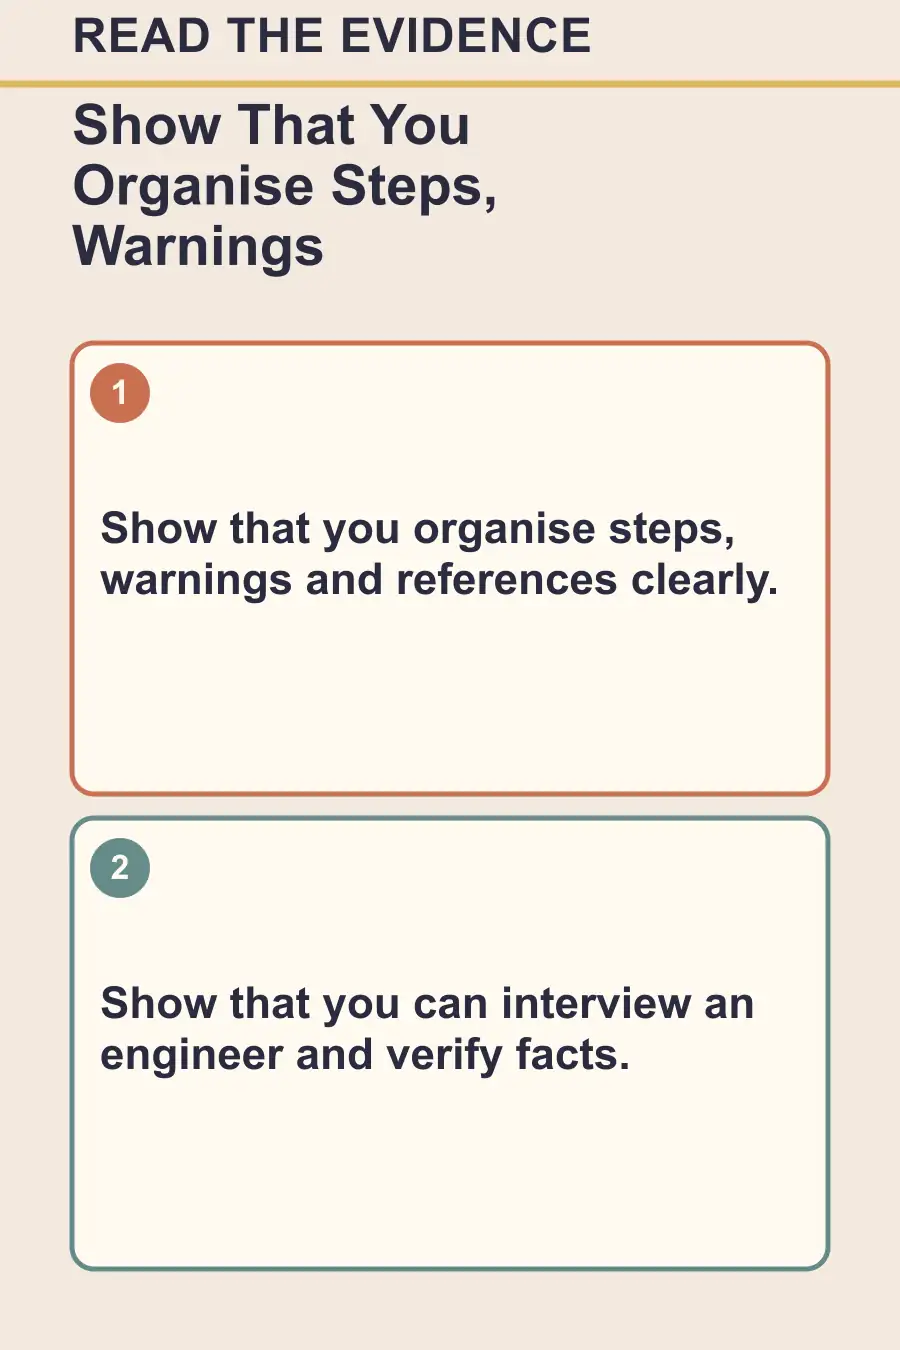 READ THE EVIDENCE
Show That You
Organise Steps,
Warnings
1
Show that you organise steps,
warnings and references clearly.
2
Show that you can interview an
engineer and verify facts.